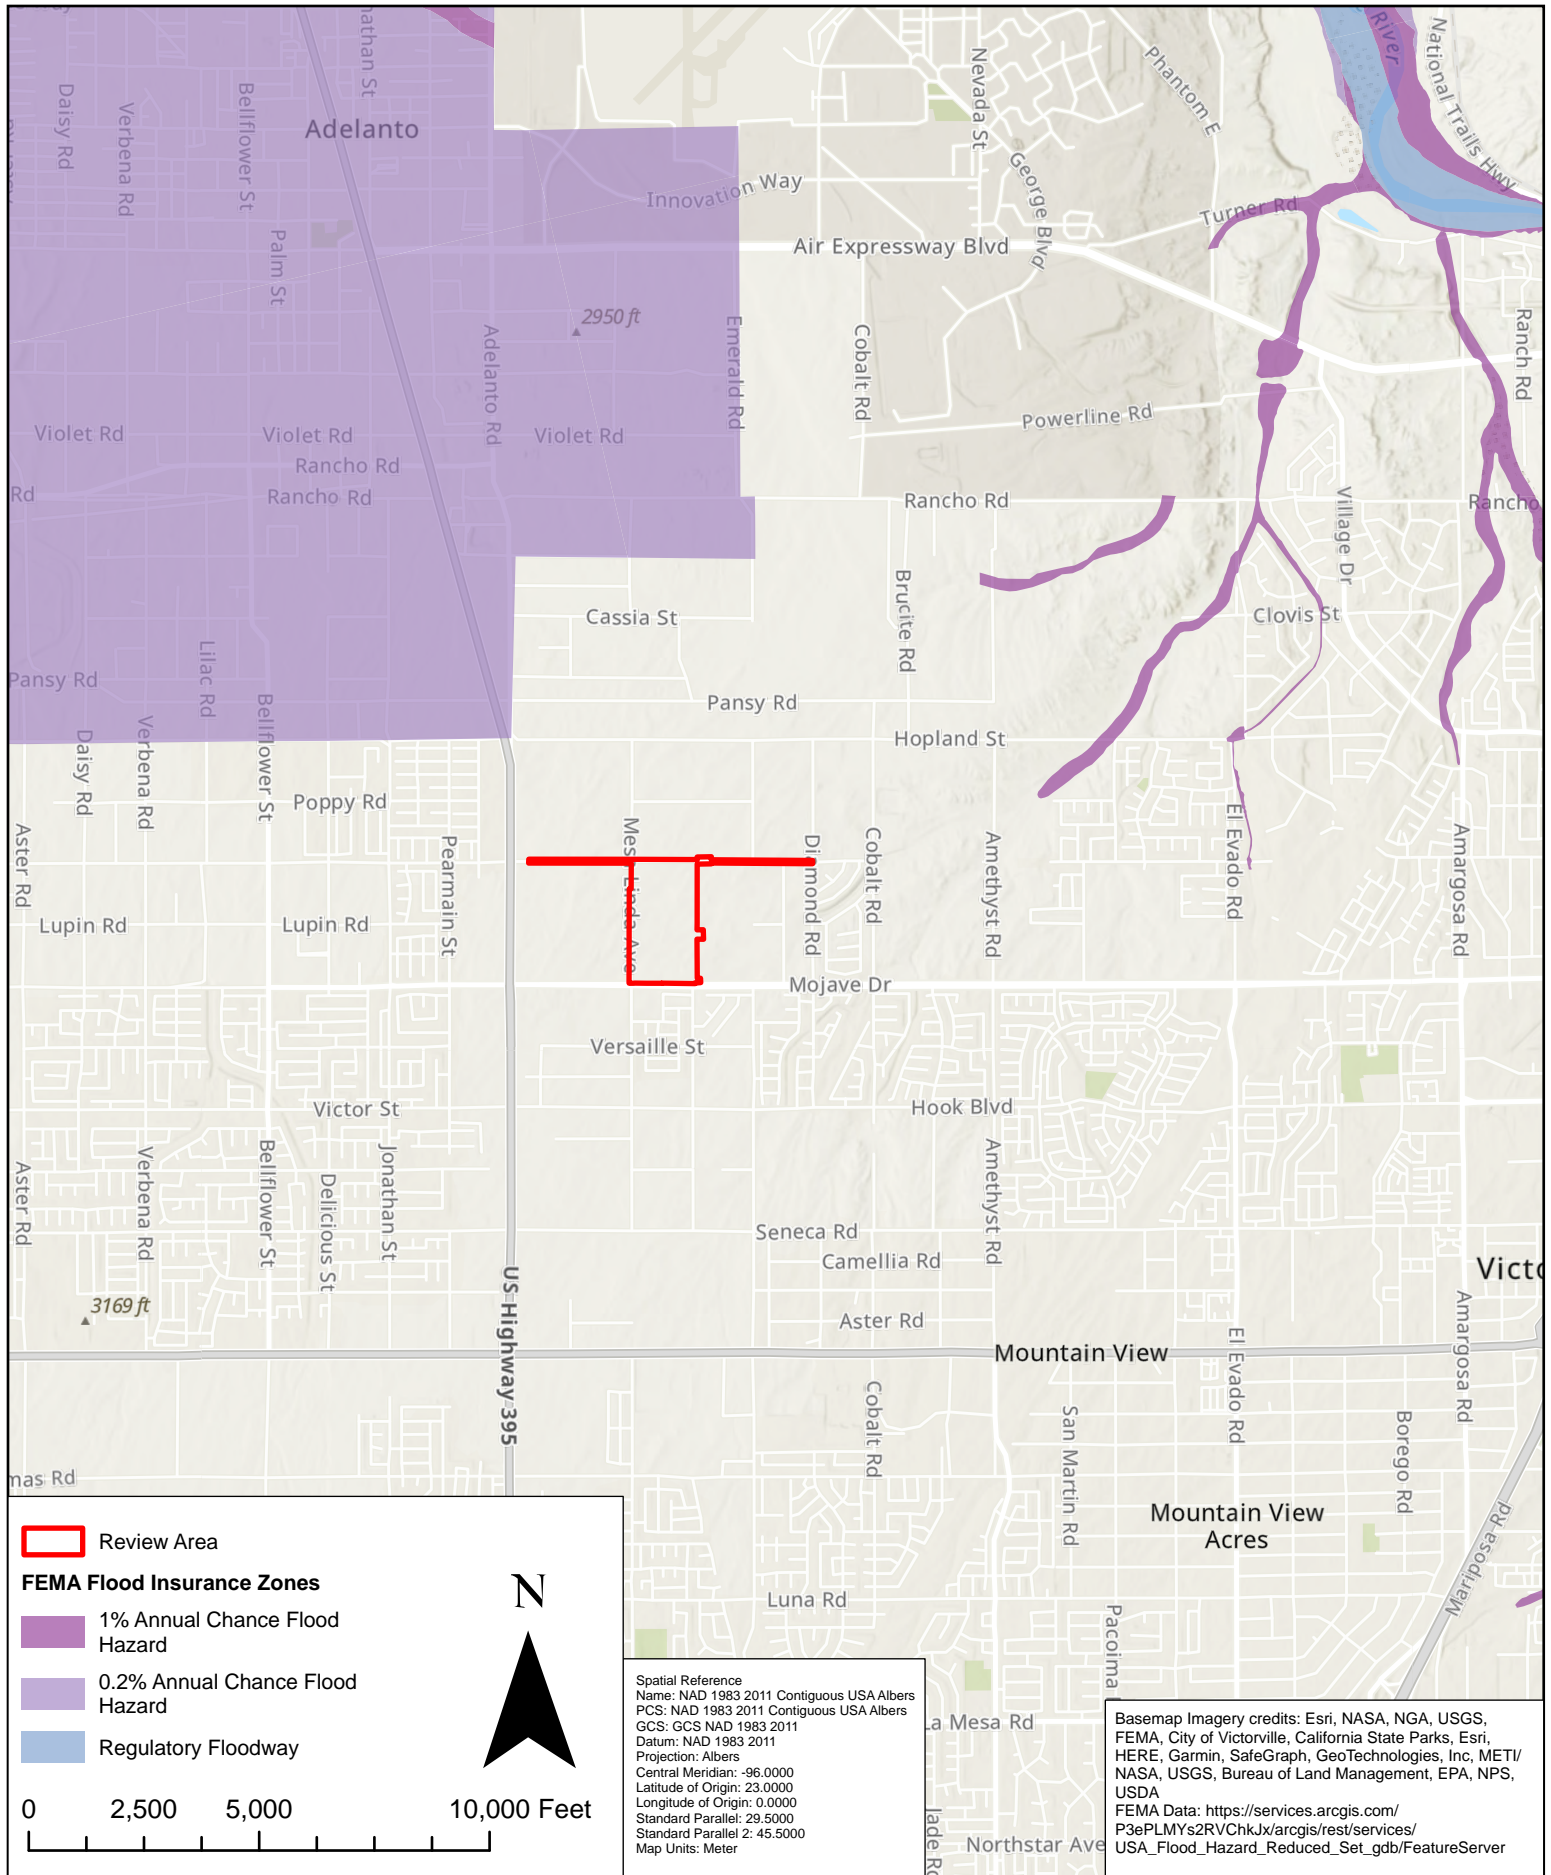 River
National Trails Hwy
Jonathan St
Daisy Rd
Verbena Rd
Bellflower St
Adelanto
Nevada St
Phantom E
George Blvd
Innovation Way
Turner Rd
Palm St
Air Expressway Blvd
2950 ft
Adelanto Rd
Emerald Rd
Cobalt Rd
Ranch Rd
Powerline Rd
Violet Rd
Violet Rd
Violet Rd
Rancho Rd
Rd
Rancho Rd
Rancho Rd
Rancho
Village Dr
Brucite Rd
Cassia St
Clovis St
Lilac Rd
Pansy Rd
Bellflower St
Pansy Rd
Hopland St
Daisy Rd
Verbena Rd
Poppy Rd
Aster Rd
Pearmain St
Mesa Linda Ave
Diamond Rd
Cobalt Rd
Amethyst Rd
El Evado Rd
Amargosa Rd
Lupin Rd
Lupin Rd
Mojave Dr
Versaille St
Victor St
Hook Blvd
Aster Rd
Verbena Rd
Bellflower St
Delicious St
Jonathan St
Amethyst Rd
Seneca Rd
Camellia Rd
Victo
US Highway 395
3169 ft
Aster Rd
El Evado Rd
Amargosa Rd
Mountain View
Cobalt Rd
San Martin Rd
Borego Rd
mas Rd
Mountain View
Acres
Mariposa Rd
Luna Rd
Pacoima
La Mesa Rd
Jade Rd
Northstar Ave
Review Area
FEMA Flood Insurance Zones
1% Annual Chance Flood
Hazard
0.2% Annual Chance Flood
Hazard
Regulatory Floodway
N
0 2,500 5,000 10,000 Feet
Spatial Reference
Name: NAD 1983 2011 Contiguous USA Albers
PCS: NAD 1983 2011 Contiguous USA Albers
GCS: GCS NAD 1983 2011
Datum: NAD 1983 2011
Projection: Albers
Central Meridian: -96.0000
Latitude of Origin: 23.0000
Longitude of Origin: 0.0000
Standard Parallel: 29.5000
Standard Parallel 2: 45.5000
Map Units: Meter
Basemap Imagery credits: Esri, NASA, NGA, USGS,
FEMA, City of Victorville, California State Parks, Esri,
HERE, Garmin, SafeGraph, GeoTechnologies, Inc, METI/
NASA, USGS, Bureau of Land Management, EPA, NPS,
USDA
FEMA Data: https://services.arcgis.com/
P3ePLMYs2RVChkJx/arcgis/rest/services/
USA_Flood_Hazard_Reduced_Set_gdb/FeatureServer